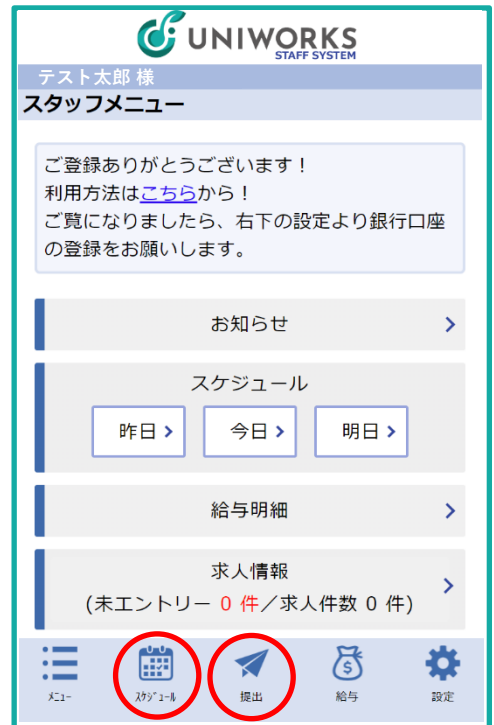 UNIWORKS
STAFF SYSTEM
テスト太郎 様
スタッフメニュー
ご登録ありがとうございます！
利用方法はこちらから！
ご覧になりましたら、右下の設定より銀行口座
の登録をお願いします。
お知らせ
スケジュール
昨日 今日 明日
給与明細
求人情報
(未エントリー 0 件／求人件数 0 件)
ﾒﾆｭｰ ｽｹｼﾞｭｰﾙ 提出 給与 設定